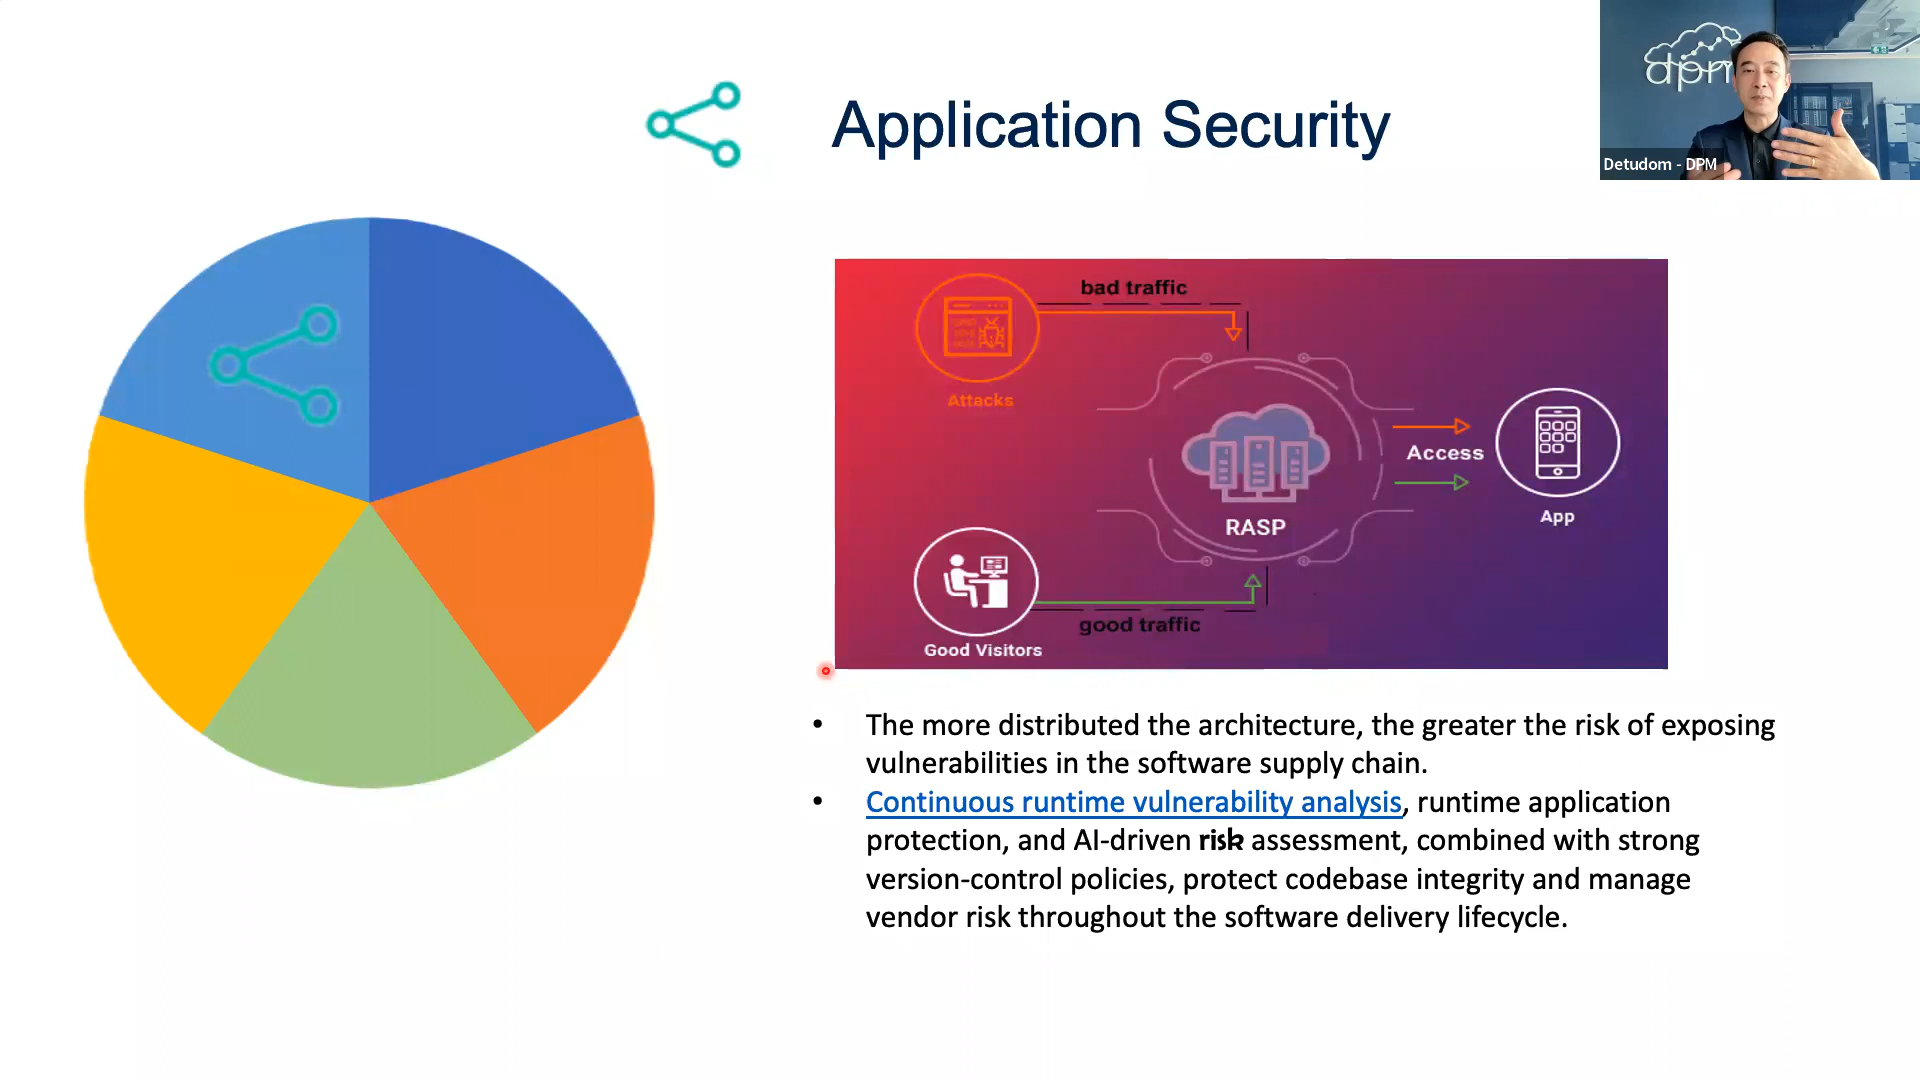 Application Security
dpm
Detudom - DPM
bad traffic
Attacks
Access
RASP
App
good traffic
Good Visitors
• The more distributed the architecture, the greater the risk of exposing
vulnerabilities in the software supply chain.
• Continuous runtime vulnerability analysis, runtime application
protection, and AI-driven risk assessment, combined with strong
version-control policies, protect codebase integrity and manage
vendor risk throughout the software delivery lifecycle.